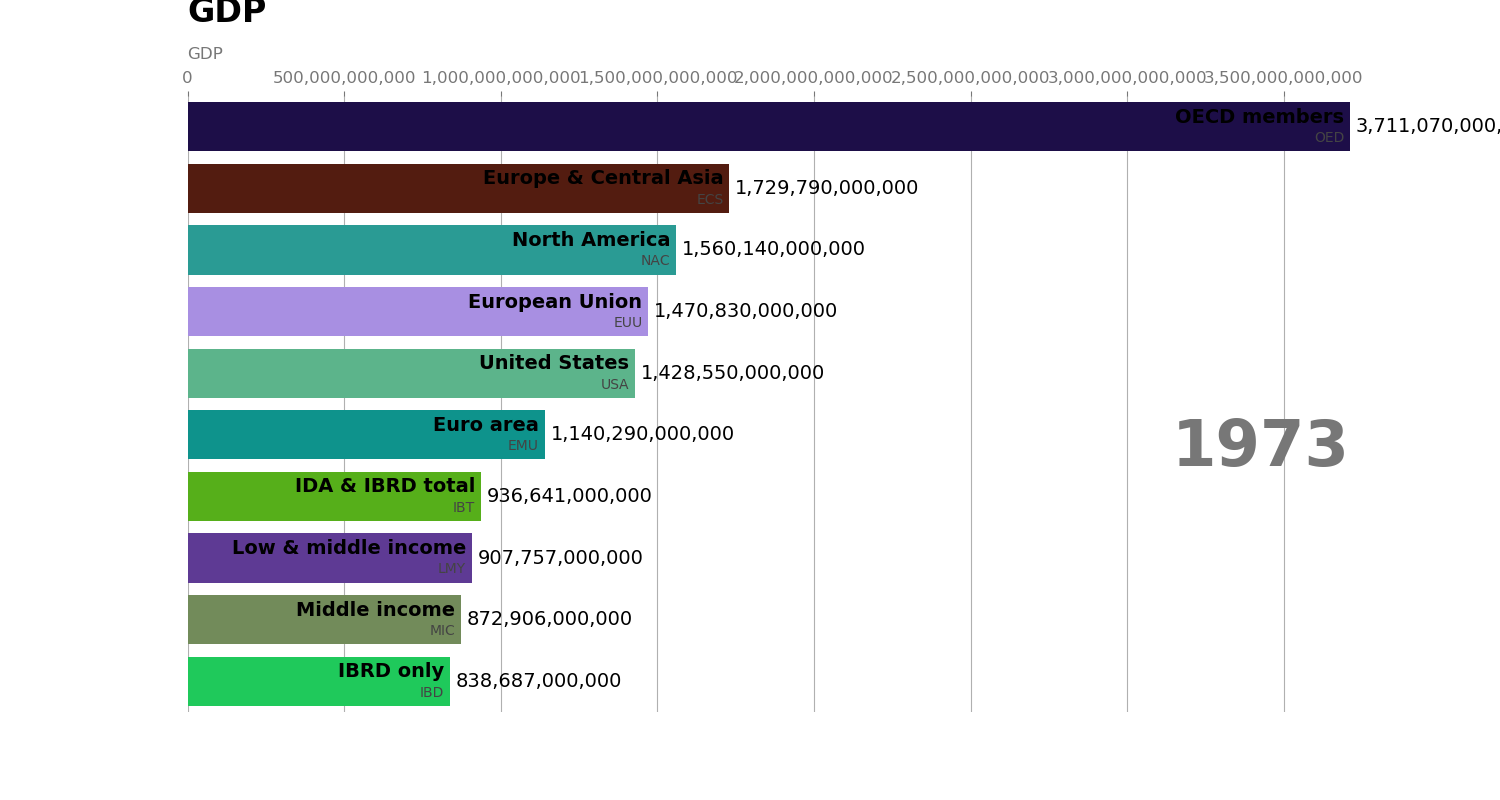 GDP
GDP
0 500,000,000,000 1,000,000,000,000 1,500,000,000,000 2,000,000,000,000 2,500,000,000,000 3,000,000,000,000 3,500,000,000,000
OECD members
OED
3,711,070,000,
Europe & Central Asia
ECS
1,729,790,000,000
North America
NAC
1,560,140,000,000
European Union
EUU
1,470,830,000,000
United States
USA
1,428,550,000,000
Euro area
EMU
1,140,290,000,000
1973
IDA & IBRD total
IBT
936,641,000,000
Low & middle income
LMY
907,757,000,000
Middle income
MIC
872,906,000,000
IBRD only
IBD
838,687,000,000